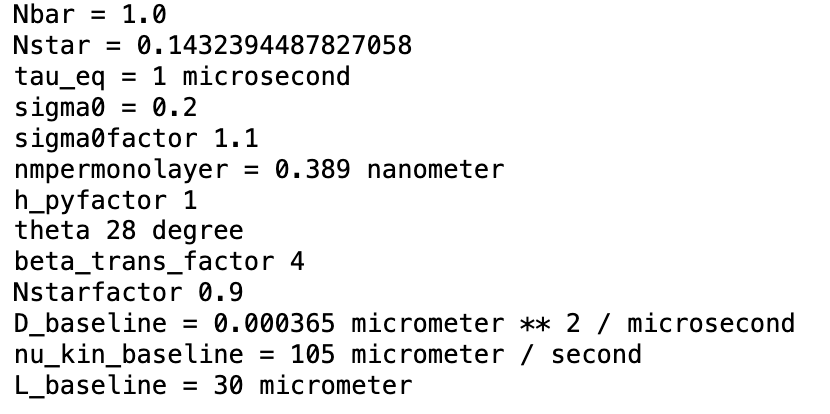 Nbar = 1.0
Nstar = 0.1432394487827058
tau_eq = 1 microsecond
sigma0 = 0.2
sigma0factor 1.1
nmpermonolayer = 0.389 nanometer
h_pyfactor 1
theta 28 degree
beta_trans_factor 4
Nstarfactor 0.9
D_baseline = 0.000365 micrometer ** 2 / microsecond
nu_kin_baseline = 105 micrometer / second
L_baseline = 30 micrometer